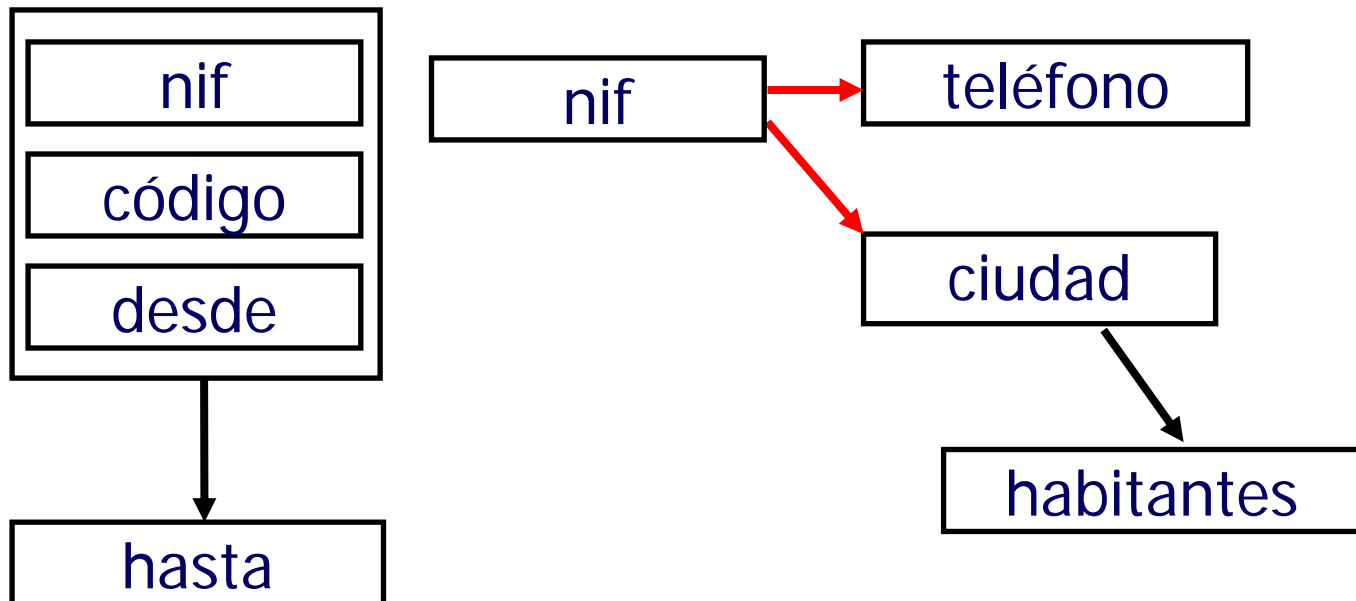 nif
código
desde
hasta
nif
teléfono
ciudad
habitantes